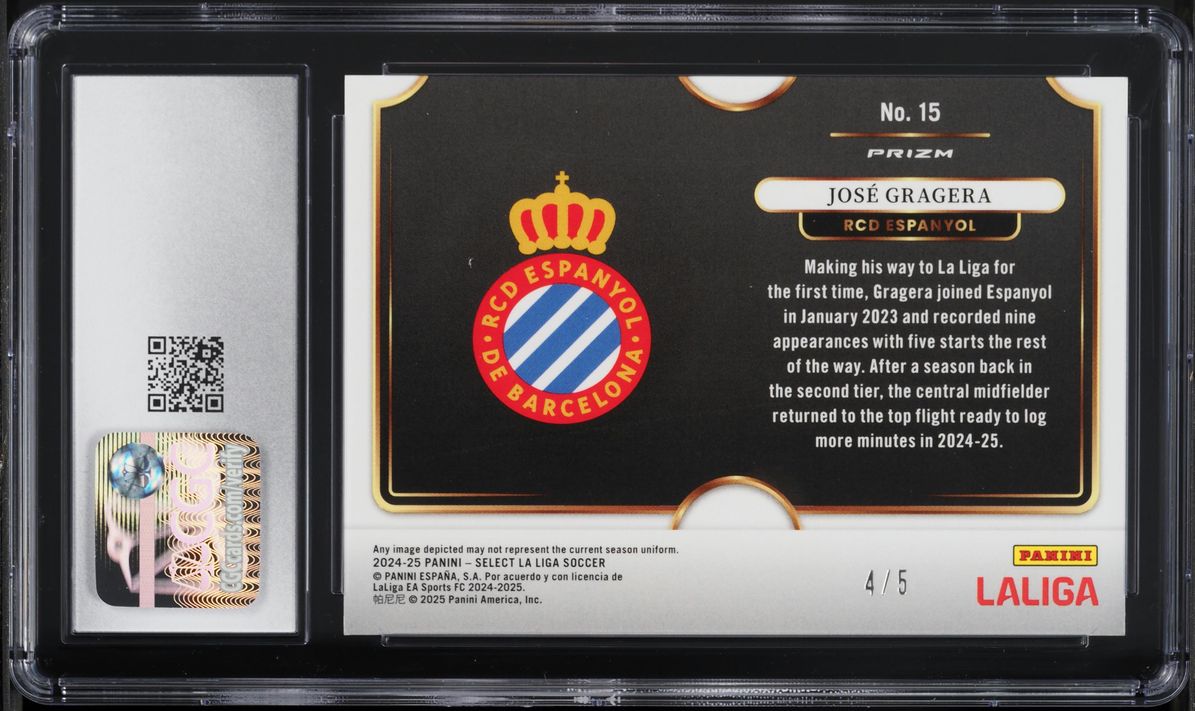 No. 15
PRIZM
JOSÉ GRAGERA
RCD ESPANYOL
Making his way to La Liga for
the first time, Gragera joined Espanyol
in January 2023 and recorded nine
appearances with five starts the rest
of the way. After a season back in
the second tier, the central midfielder
returned to the top flight ready to log
more minutes in 2024-25.
RCD ESPANYOL
DE BARCELONA
Any image depicted may not represent the current season uniform.
2024-25 PANINI – SELECT LA LIGA SOCCER
© PANINI ESPAÑA, S.A. Por acuerdo y con licencia de
LaLiga EA Sports FC 2024-2025.
帕尼尼 © 2025 Panini America, Inc.
4/5
PANINI
LALIGA
CGC
CGCcards.com/verify